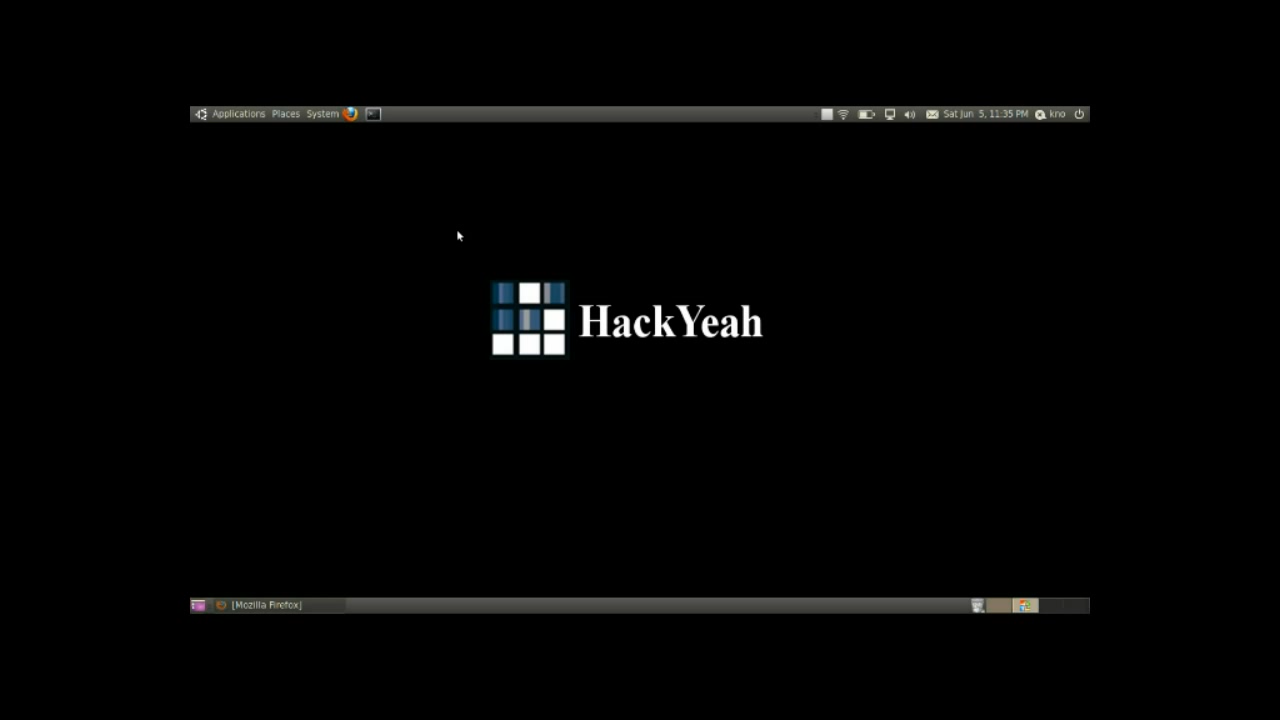 Applications Places System
Sat Jun 5, 11:35 PM kno
HackYeah
[Mozilla Firefox]